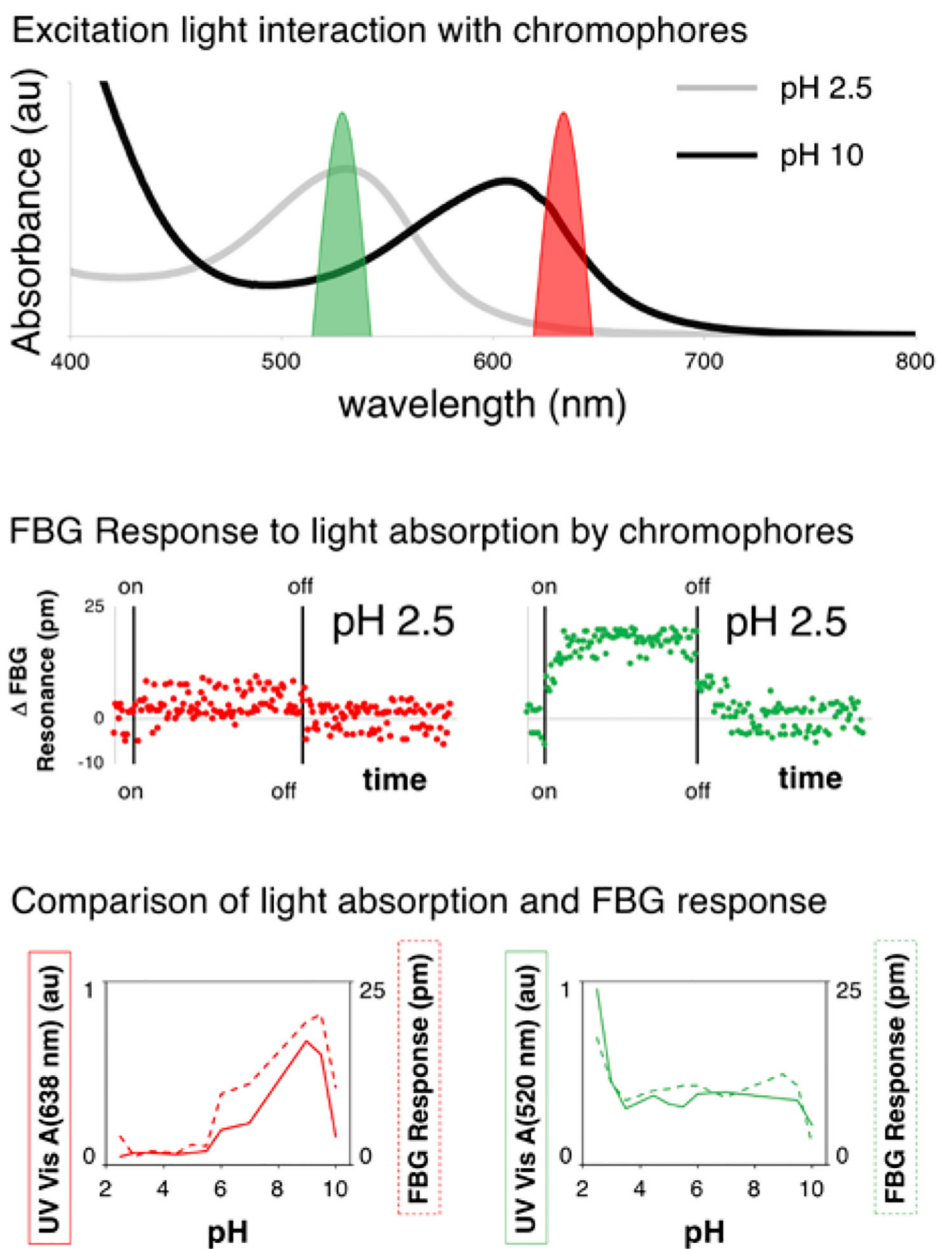 Excitation light interaction with chromophores
Absorbance (au)
pH 2.5
pH 10
400 500 600 700 800
wavelength (nm)
FBG Response to light absorption by chromophores
on off on off
Δ FBG
Resonance (pm)
25
0
-10
pH 2.5 pH 2.5
on off time on off time
Comparison of light absorption and FBG response
UV Vis A(638 nm) (au)
1
0
25
0
FBG Response (pm)
2 4 6 8 10
pH
UV Vis A(520 nm) (au)
1
0
25
0
FBG Response (pm)
2 4 6 8 10
pH